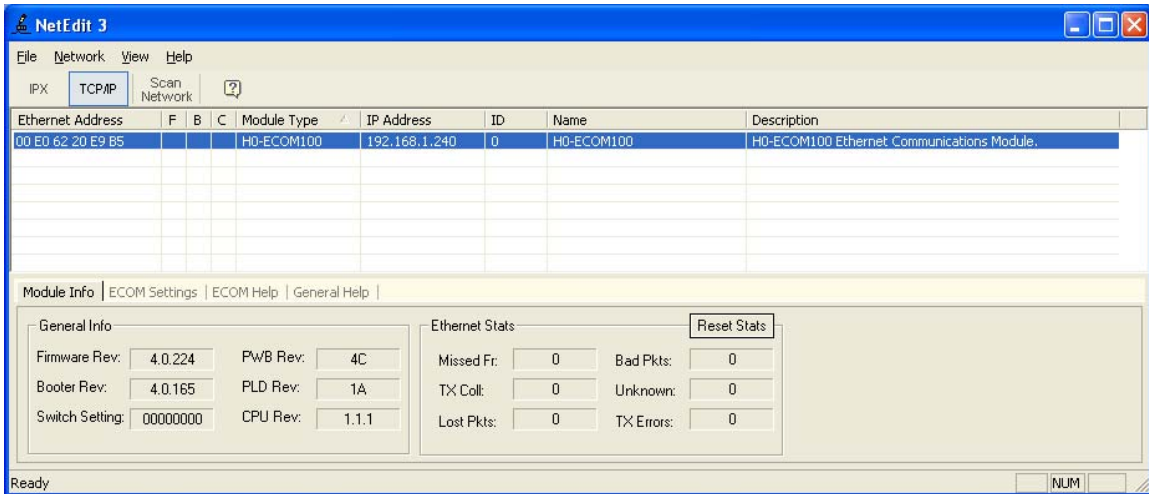 NetEdit 3
File Network View Help
IPX TCP/IP Scan Network
Ethernet Address F B C Module Type IP Address ID Name Description
00 E0 62 20 E9 B5 H0-ECOM100 192.168.1.240 0 H0-ECOM100 H0-ECOM100 Ethernet Communications Module.
Module Info ECOM Settings ECOM Help General Help
General Info
Firmware Rev: 4.0.224 PWB Rev: 4C
Booter Rev: 4.0.165 PLD Rev: 1A
Switch Setting: 00000000 CPU Rev: 1.1.1
Ethernet Stats Reset Stats
Missed Fr: 0 Bad Pkts: 0
TX Coll: 0 Unknown: 0
Lost Pkts: 0 TX Errors: 0
Ready NUM